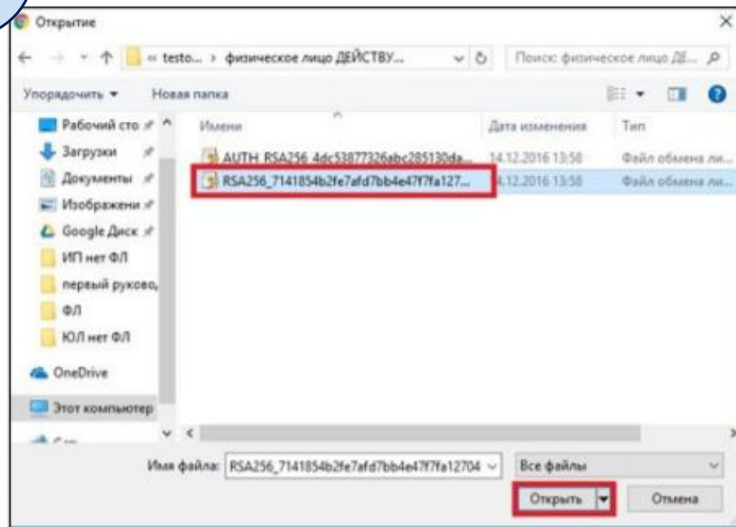 Открытие
« testo... › физическое лицо ДЕЙСТВУ...
Поиск: физическое лицо ДЕ...
Упорядочить Новая папка
Рабочий сто
Загрузки
Документы
Изображени
Google Диск
ИП нет ФЛ
первый руково,
ФЛ
ЮЛ нет ФЛ
OneDrive
Этот компьютер
Имени Дата изменения Тип
AUTH_RSA256_4dc53877326abc285130da... 14.12.2016 13:58 Файл обмена ли...
RSA256_7141854b2fe7afd7bb4e47f7fa127... 4.12.2016 13:58 Файл обмена ли...
Имя файла: RSA256_7141854b2fe7afd7bb4e47f7fa12704 Все файлы
Открыть Отмена